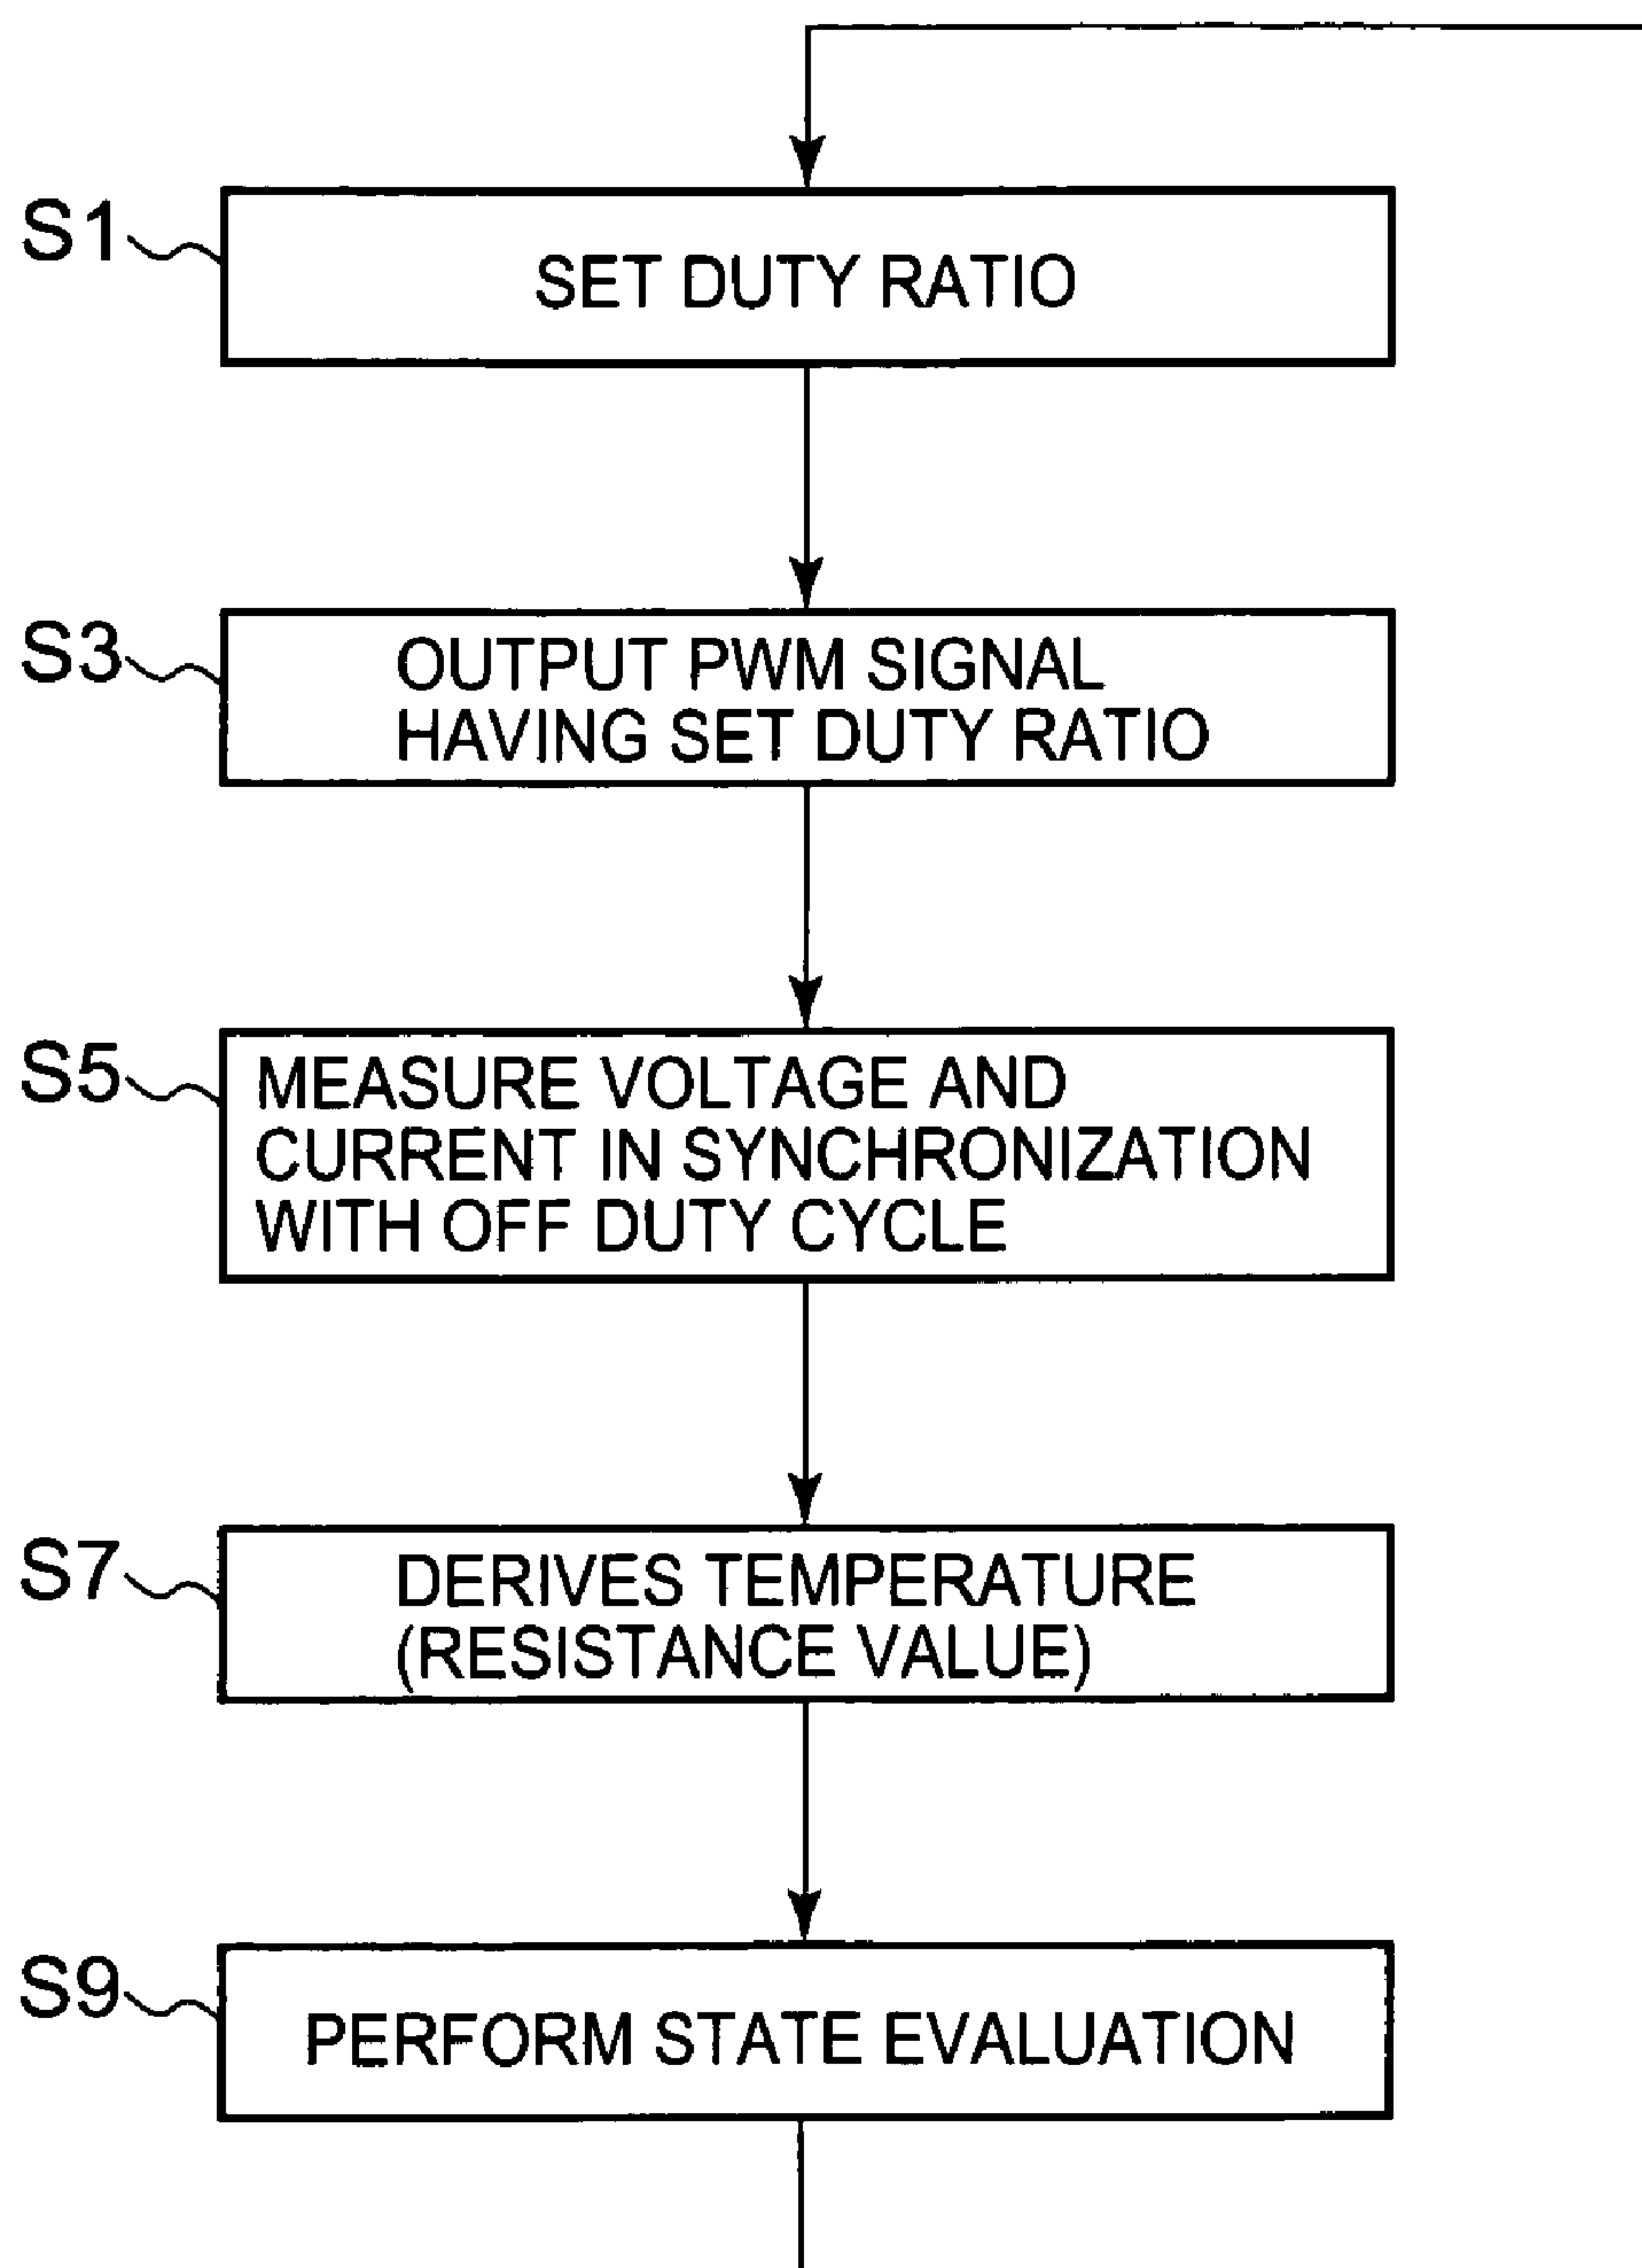 S1
SET DUTY RATIO
S3
OUTPUT PWM SIGNAL
HAVING SET DUTY RATIO
S5
MEASURE VOLTAGE AND
CURRENT IN SYNCHRONIZATION
WITH OFF DUTY CYCLE
S7
DERIVES TEMPERATURE
(RESISTANCE VALUE)
S9
PERFORM STATE EVALUATION